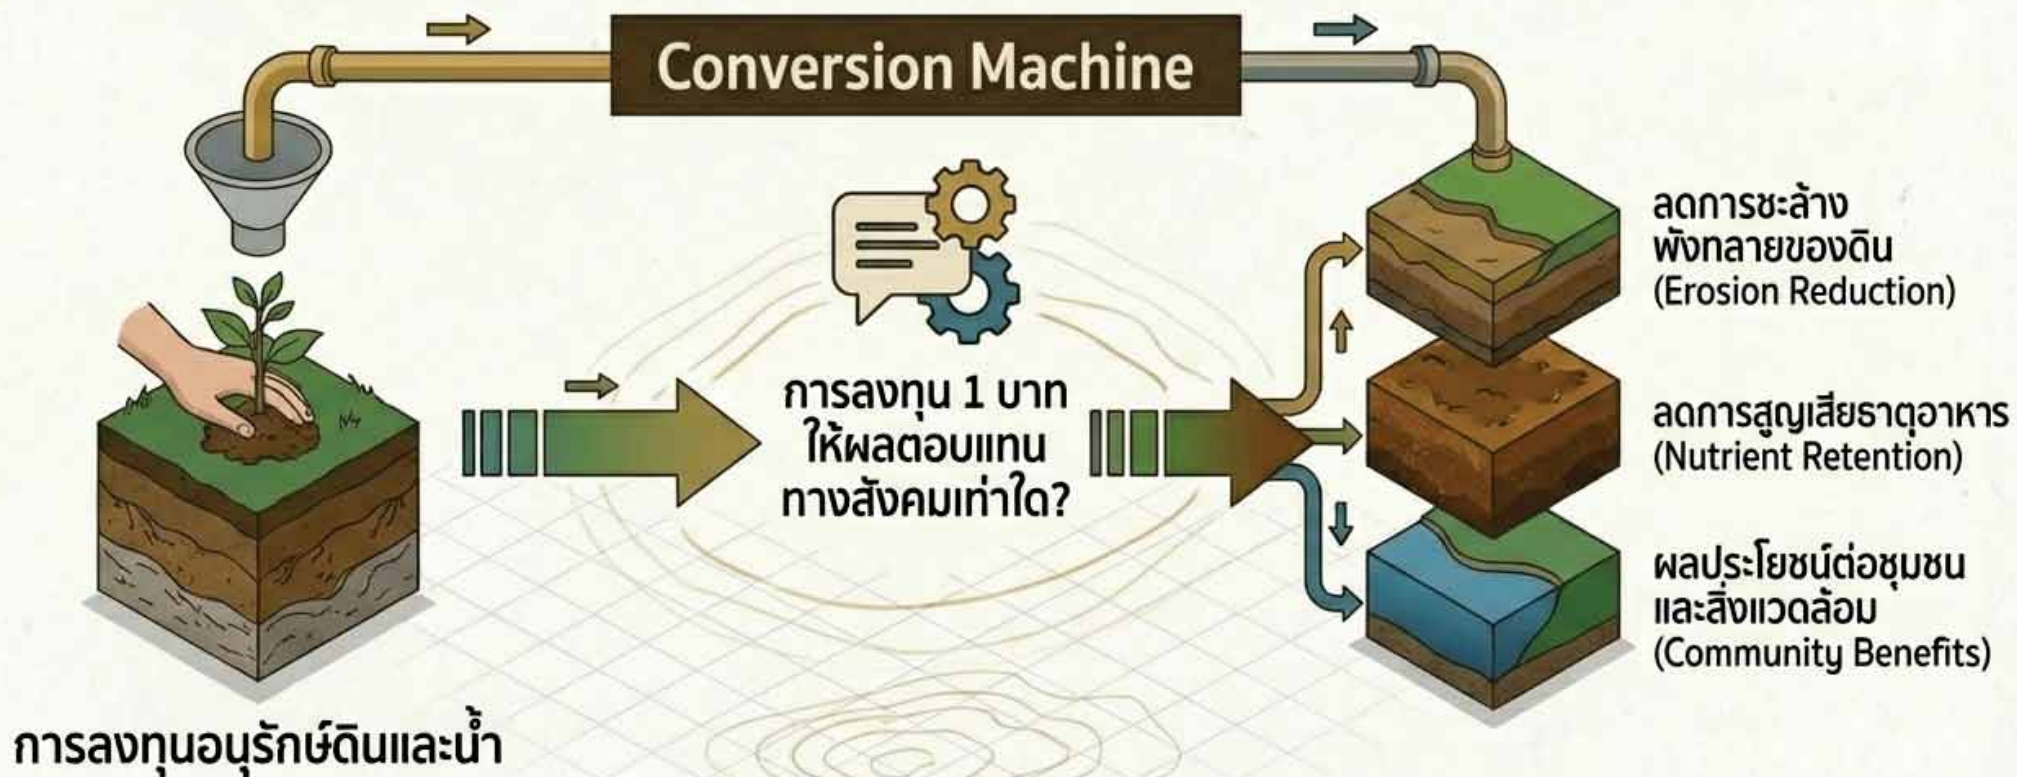 Conversion Machine
การลงทุน 1 บาท
ให้ผลตอบแทน
ทางสังคมเท่าใด?
ลดการชะล้าง
พังทลายของดิน
(Erosion Reduction)
ลดการสูญเสียธาตุอาหาร
(Nutrient Retention)
ผลประโยชน์ต่อชุมชน
และสิ่งแวดล้อม
(Community Benefits)
การลงทุนอนุรักษ์ดินและน้ำ